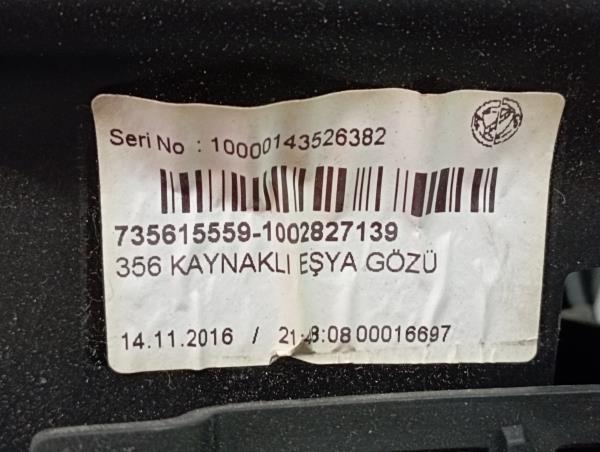 Seri No : 10000143526382
735615559-1002827139
356 KAYNAKLI EŞYA GÖZÜ
14.11.2016 / 00016697